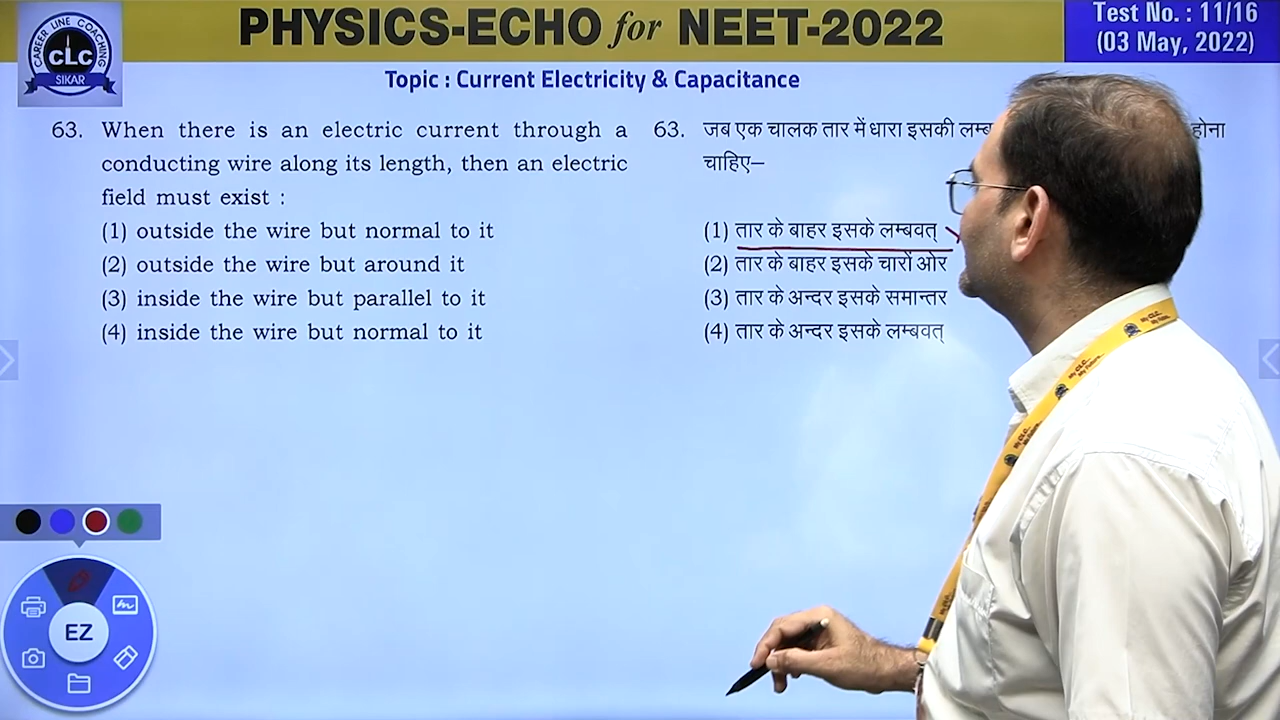 CAREER LINE COACHING
CLC
SIKAR
PHYSICS-ECHO for NEET-2022
Test No. : 11/16
(03 May, 2022)
Topic : Current Electricity & Capacitance
63. When there is an electric current through a
conducting wire along its length, then an electric
field must exist :
(1) outside the wire but normal to it
(2) outside the wire but around it
(3) inside the wire but parallel to it
(4) inside the wire but normal to it
63. जब एक चालक तार में धारा इसकी होना
चाहिए–
(1) तार के बाहर इसके लम्बवत्
(2) तार के बाहर इसके चारों ओर
(3) तार के अन्दर इसके समान्तर
(4) तार के अन्दर इसके लम्बवत्
EZ